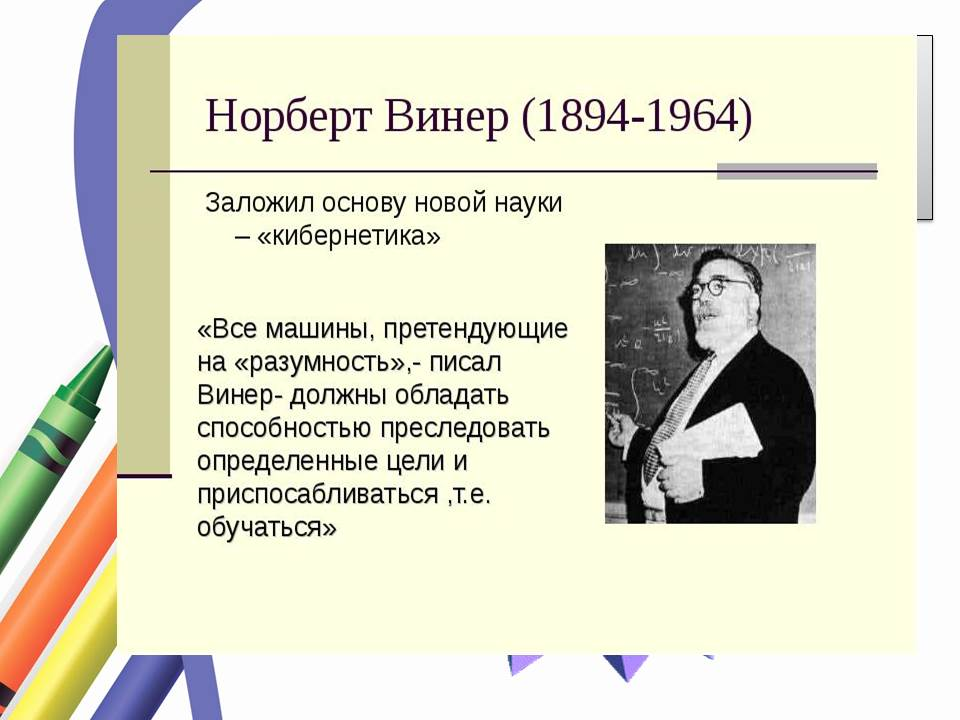 Норберт Винер (1894-1964)
Заложил основу новой науки
– «кибернетика»
«Все машины, претендующие
на «разумность»,- писал
Винер- должны обладать
способностью преследовать
определенные цели и
приспосабливаться ,т.е.
обучаться»